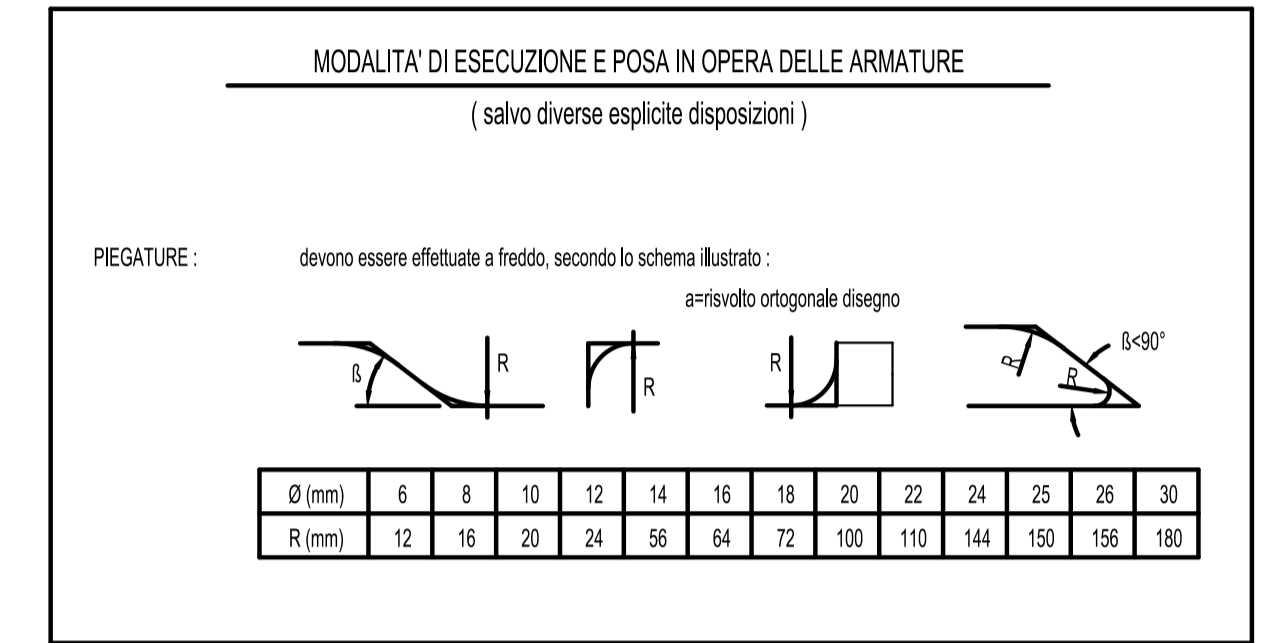 MODALITA' DI ESECUZIONE E POSA IN OPERA DELLE ARMATURE
( salvo diverse esplicite disposizioni )
PIEGATURE : devono essere effettuate a freddo, secondo lo schema illustrato :
a=risvolto ortogonale disegno
ß R R R R R ß<90°
Ø (mm) 6 8 10 12 14 16 18 20 22 24 25 26 30
R (mm) 12 16 20 24 56 64 72 100 110 144 150 156 180